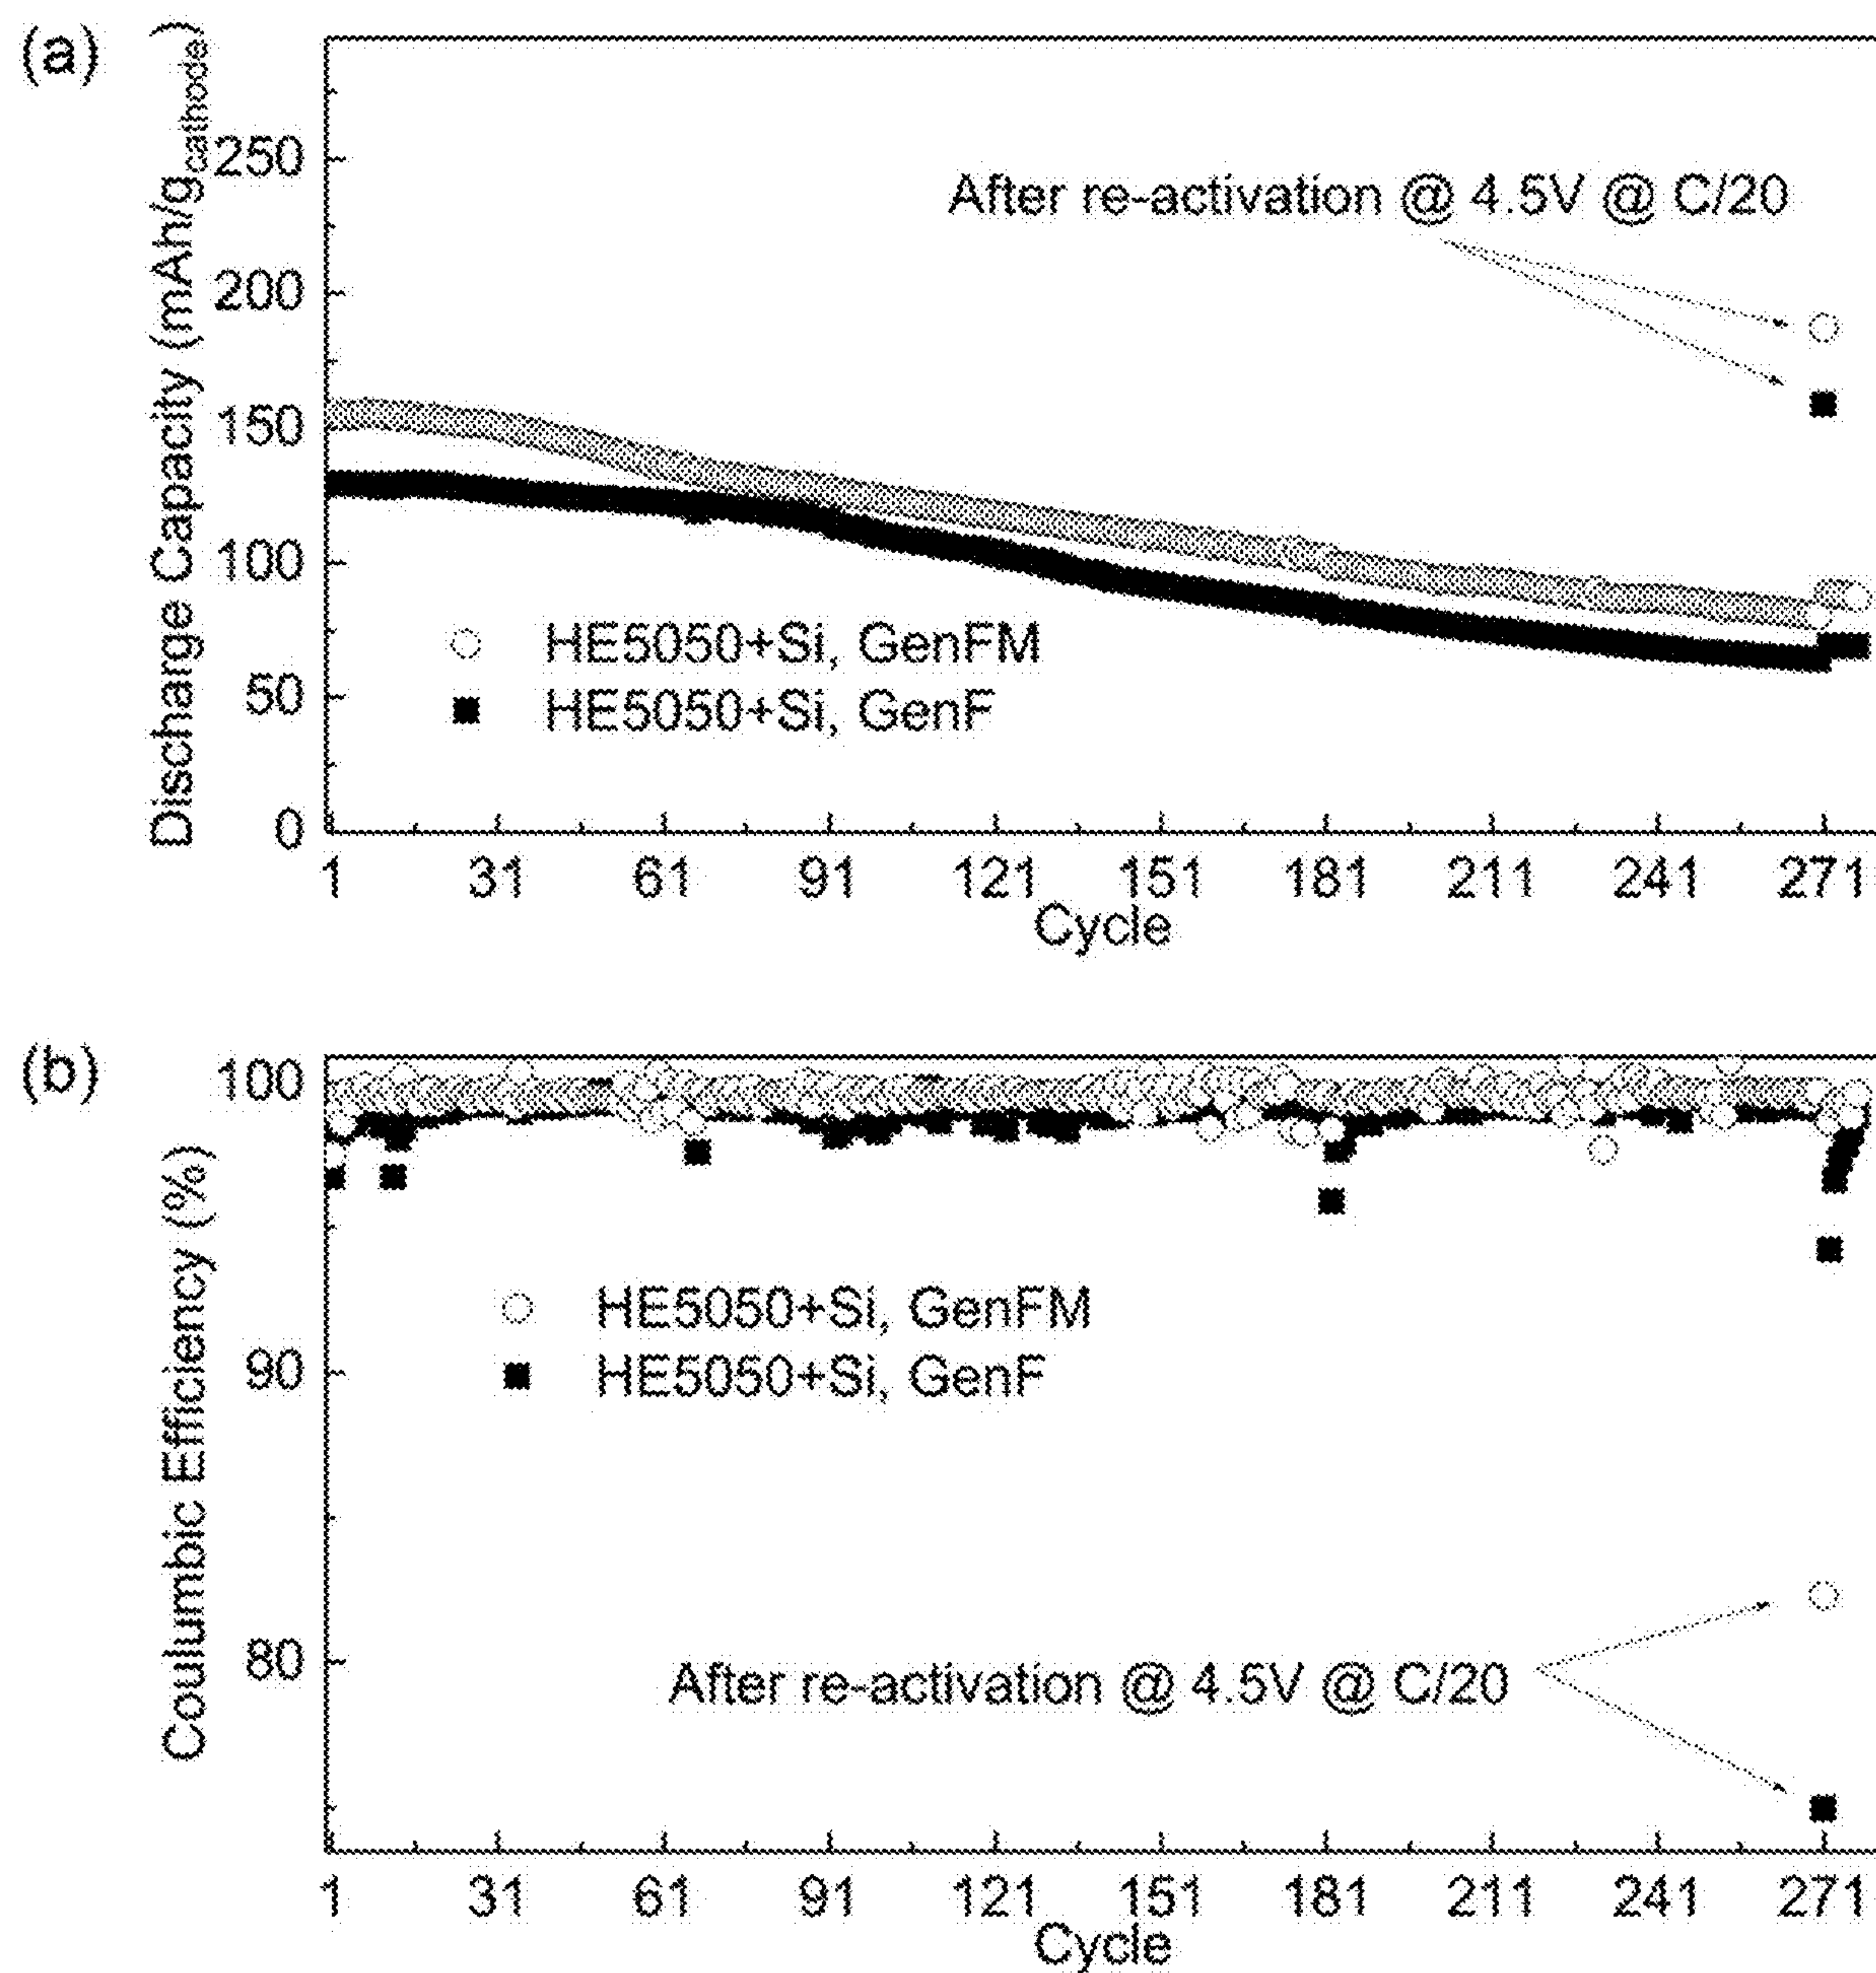 (a)
Discharge Capacity (mAh/gcathode)
250
200
150
100
50
0
After re-activation @ 4.5V @ C/20
HE5050+Si, GenFM
HE5050+Si, GenF
1 31 61 91 121 151 181 211 241 271
Cycle
(b)
Coulumbic Efficiency (%)
100
90
80
HE5050+Si, GenFM
HE5050+Si, GenF
After re-activation @ 4.5V @ C/20
1 31 61 91 121 151 181 211 241 271
Cycle